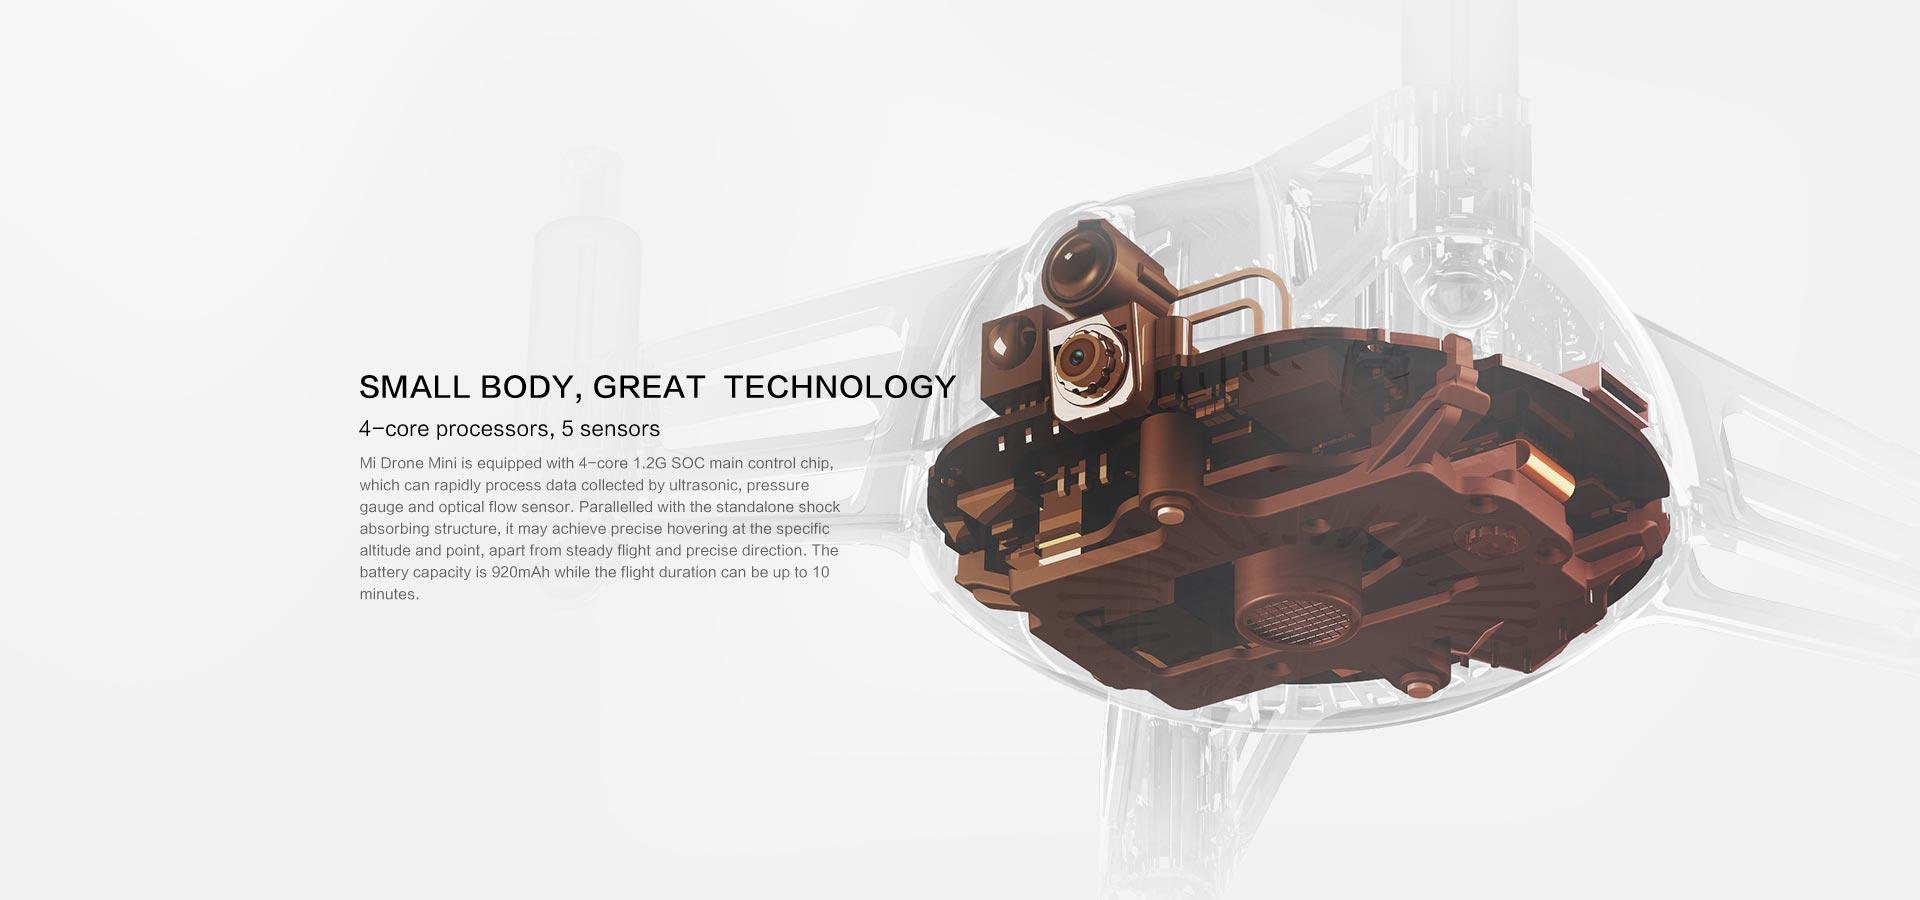 SMALL BODY, GREAT TECHNOLOGY
4-core processors, 5 sensors
Mi Drone Mini is equipped with 4-core 1.2G SOC main control chip,
which can rapidly process data collected by ultrasonic, pressure
gauge and optical flow sensor. Parallelled with the standalone shock
absorbing structure, it may achieve precise hovering at the specific
altitude and point, apart from steady flight and precise direction. The
battery capacity is 920mAh while the flight duration can be up to 10
minutes.